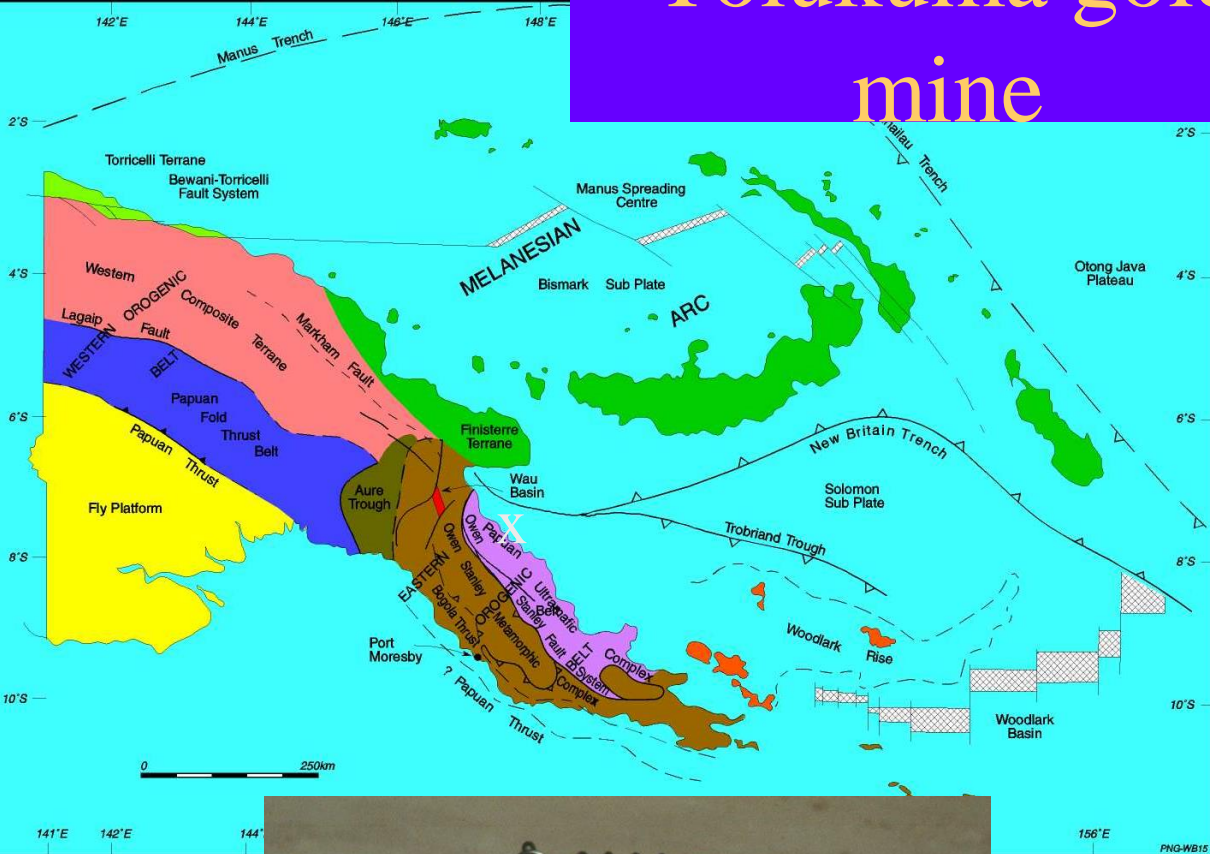 mine
142°E 144°E 146°E 148°E
Manus Trench
2°S
2°S
Trench
Torricelli Terrane
Bewani-Torricelli
Fault System
Manus Spreading
Centre
MELANESIAN
ARC
Bismark Sub Plate
Otong Java
Plateau
4°S
4°S
Western
Composite
Terrane
WESTERN OROGENIC
BELT
Lagaip
Fault
Markham
Fault
Papuan
Fold
Thrust
Belt
6°S
6°S
Papuan Thrust
Finisterre
Terrane
New Britain Trench
Fly Platform
Aure
Trough
Wau
Basin
Solomon
Sub Plate
X
Trobriand Trough
8°S
8°S
Owen
Stanley
Fault
System
Papuan
Ultramafic
Belt
Complex
EASTERN
OROGENIC
Owen
Stanley
Metamorphic
Complex
Bogola Thrust
Port
Moresby
? Papuan Thrust
Woodlark
Rise
10°S
10°S
Woodlark
Basin
0 250km
141°E 142°E 156°E
PNG-WB15